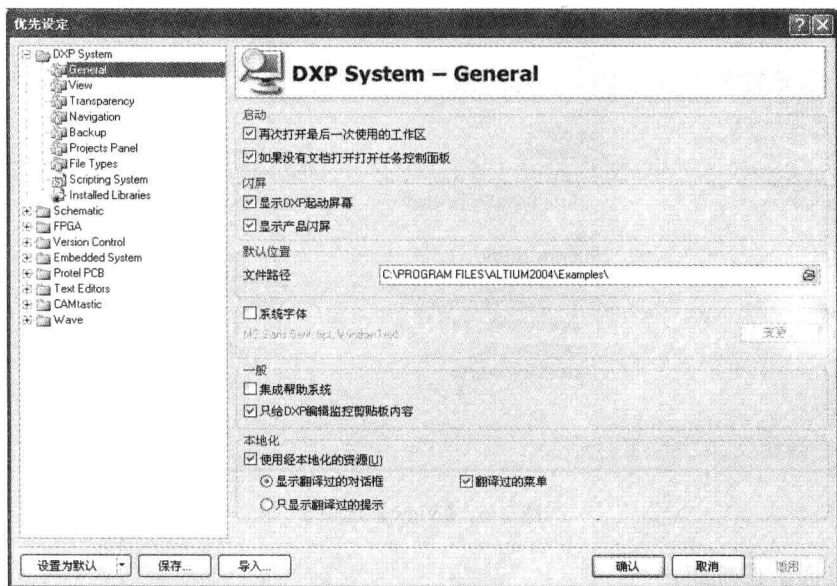 优先设定
DXP System
General
View
Transparency
Navigation
Backup
Projects Panel
File Types
Scripting System
Installed Libraries
Schematic
FPGA
Version Control
Embedded System
Protel PCB
Text Editors
CAMtastic
Wave
DXP System – General
启动
再次打开最后一次使用的工作区
如果没有文档打开打开任务控制面板
闪屏
显示DXP起动屏幕
显示产品闪屏
默认位置
文件路径 C:\PROGRAM FILES\ALTIUM2004\Examples\
系统字体
变更
一般
集成帮助系统
只给DXP编辑监控剪贴板内容
本地化
使用经本地化的资源(U)
显示翻译过的对话框 翻译过的菜单
只显示翻译过的提示
设置为默认 保存... 导入... 确认 取消 适用